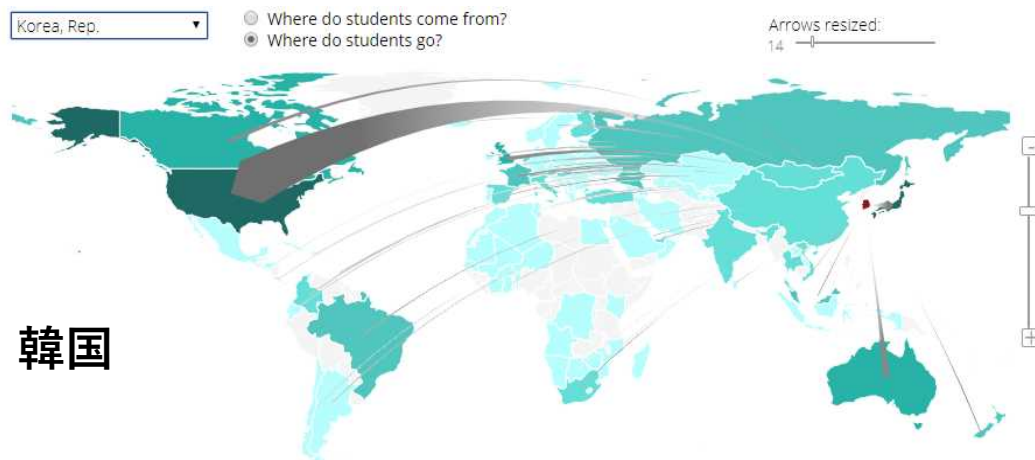 Korea, Rep.
Where do students come from?
Where do students go?
Arrows resized:
14
韓国